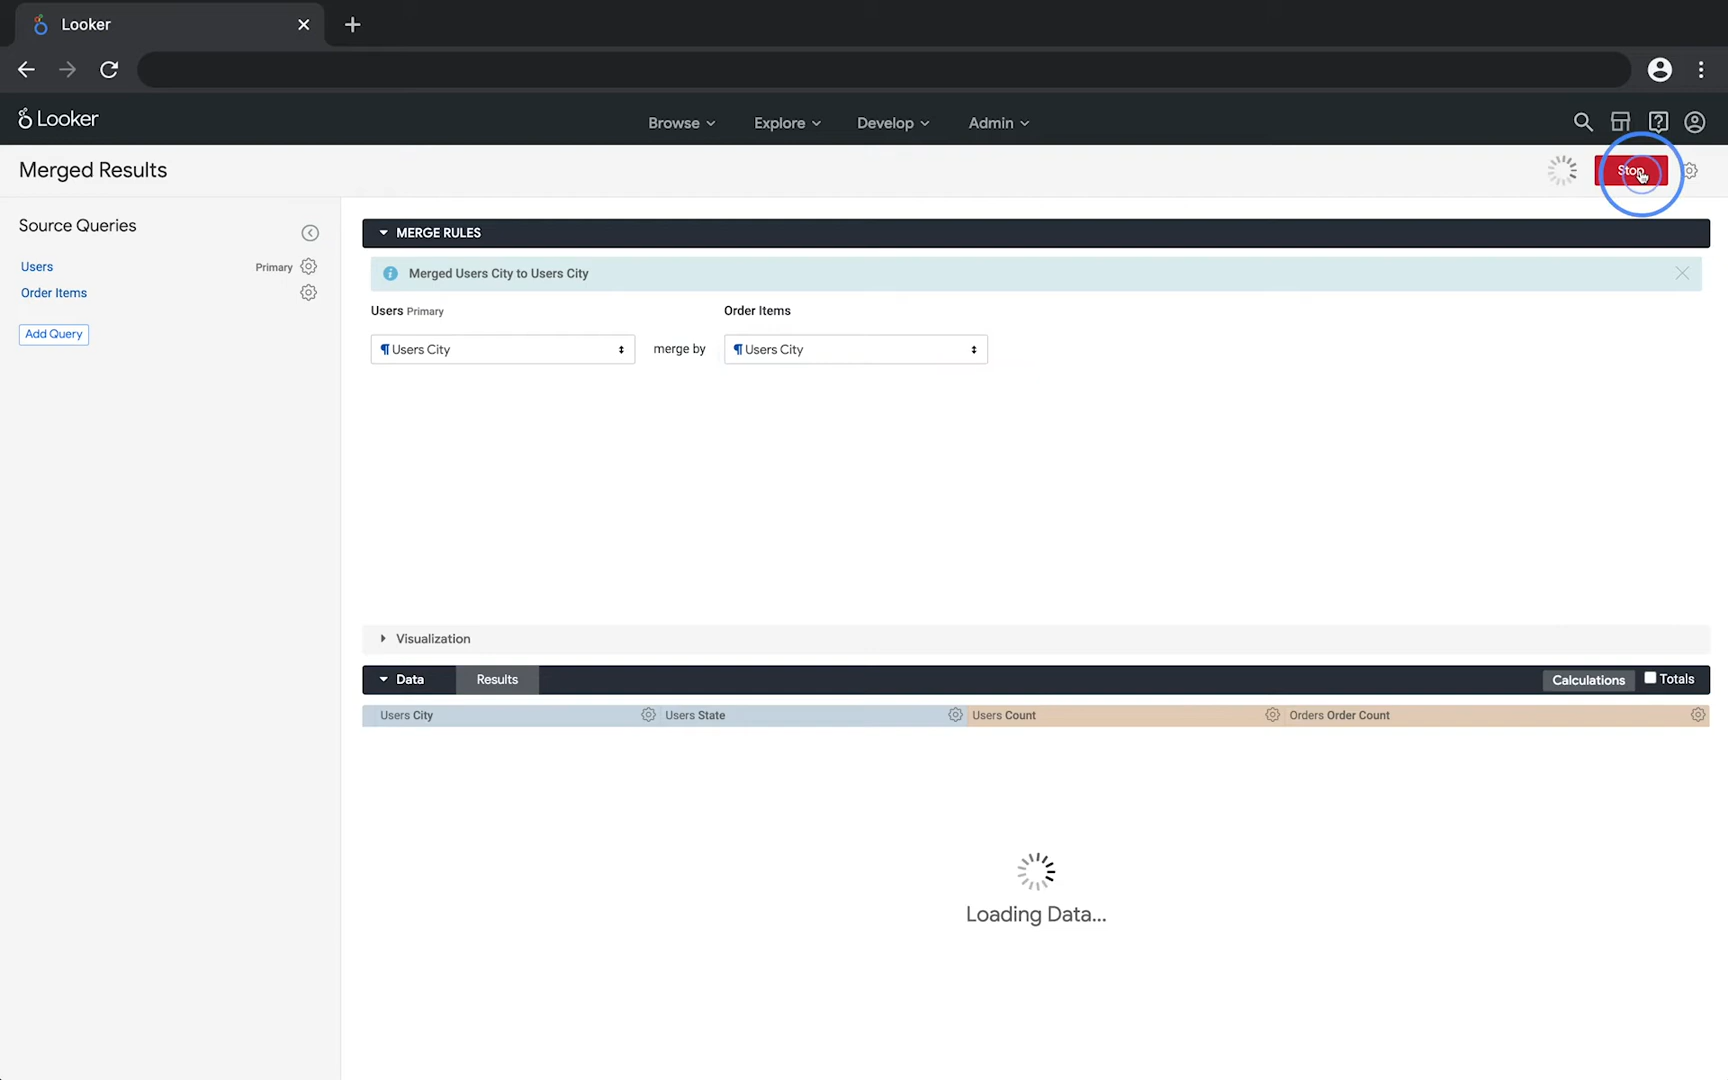 Looker
Looker
Browse
Explore
Develop
Admin
Merged Results
Stop
Source Queries
Users
Primary
Order Items
Add Query
MERGE RULES
Merged Users City to Users City
Users Primary
Order Items
Users City
merge by
Users City
Visualization
Data
Results
Calculations
Totals
Users City
Users State
Users Count
Orders Order Count
Loading Data...